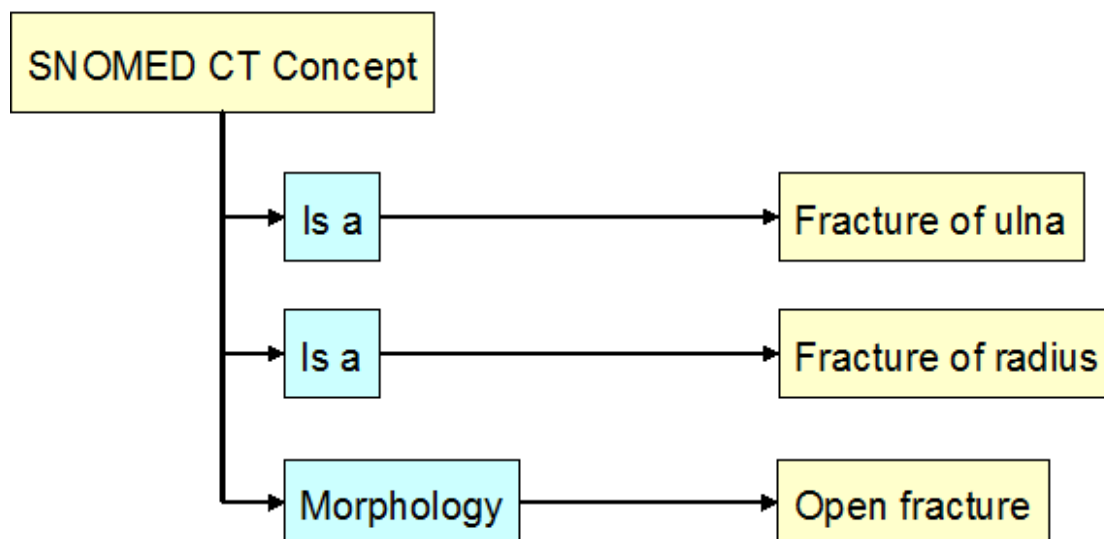 SNOMED CT Concept
Is a
Fracture of ulna
Is a
Fracture of radius
Morphology
Open fracture